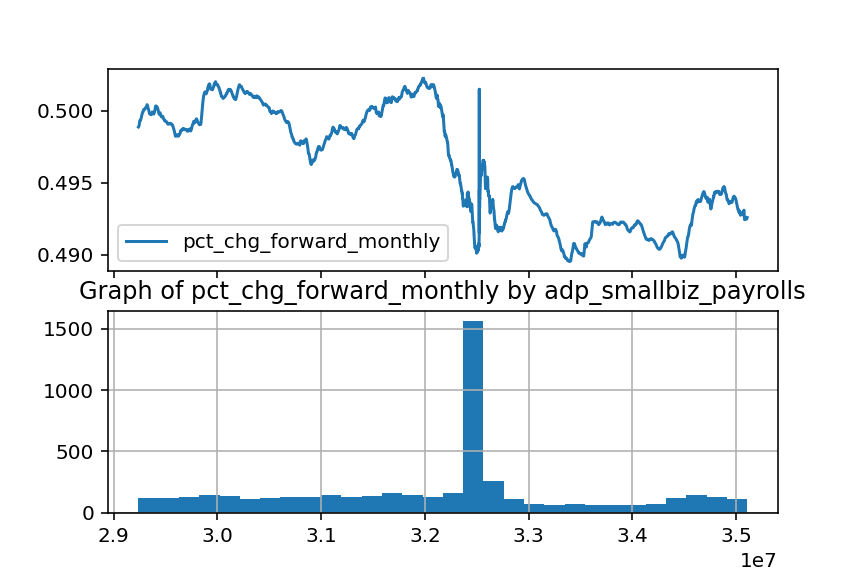 0.500
0.495
0.490
pct_chg_forward_monthly
Graph of pct_chg_forward_monthly by adp_smallbiz_payrolls
1500
1000
500
0
2.9 3.0 3.1 3.2 3.3 3.4 3.5
1e7